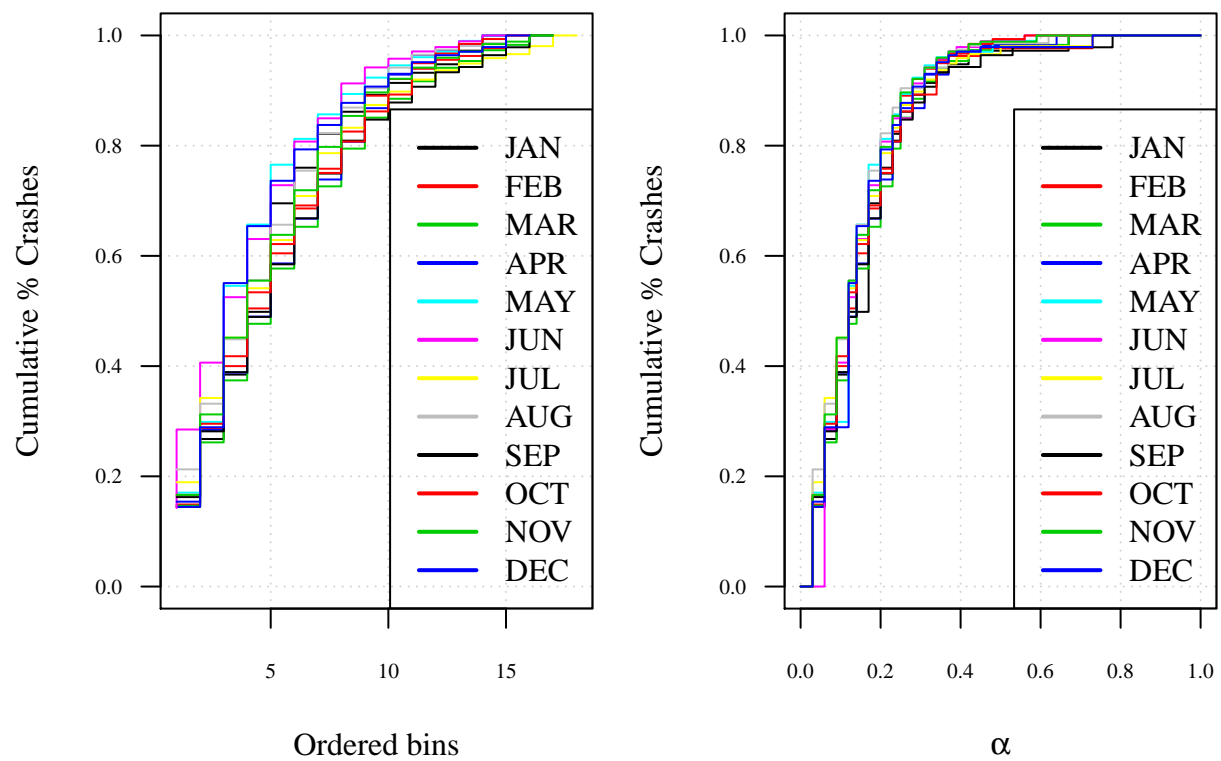 Cumulative % Crashes
1.0
0.8
0.6
0.4
0.2
0.0
5
10
15
Ordered bins
JAN
FEB
MAR
APR
MAY
JUN
JUL
AUG
SEP
OCT
NOV
DEC
Cumulative % Crashes
1.0
0.8
0.6
0.4
0.2
0.0
0.0
0.2
0.4
0.6
0.8
1.0
α
JAN
FEB
MAR
APR
MAY
JUN
JUL
AUG
SEP
OCT
NOV
DEC